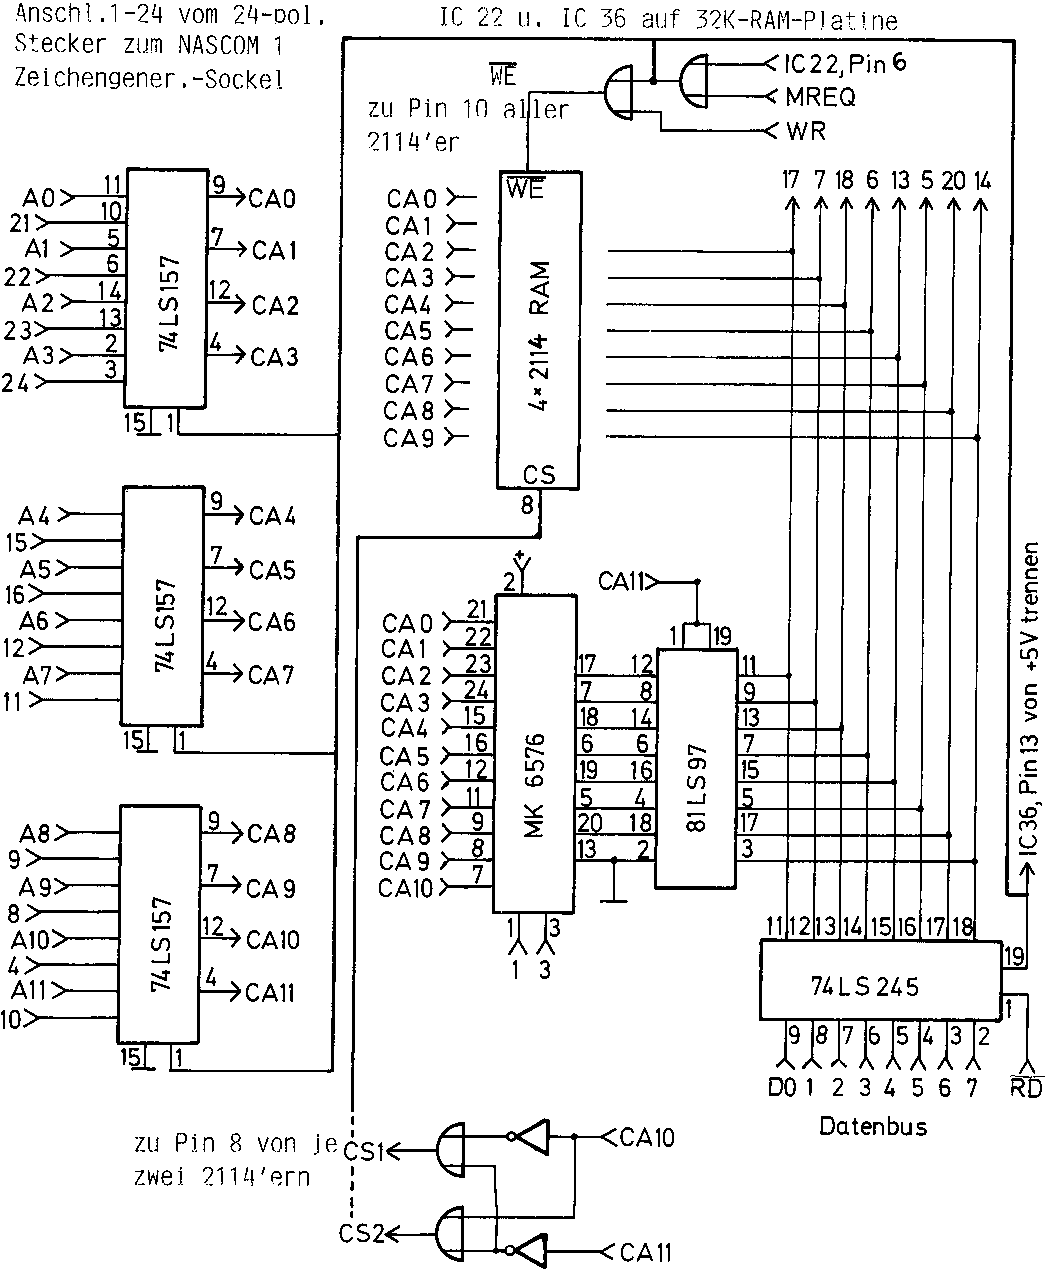 Anschl.1-24 vom 24-pol.
Stecker zum NASCOM 1
Zeichengener.-Sockel
IC 22 u. IC 36 auf 32K-RAM-Platine
WE
zu Pin 10 aller
2114'er
IC22, Pin 6
MREQ
WR
A0 11 9 CA0
21 10
A1 5 7 CA1
22 6
A2 14 12 CA2
23 13
A3 2 4 CA3
24 3
74LS157
15 1
A4 9 CA4
15
A5 7 CA5
16
A6 12 CA6
12
A7 4 CA7
11
74LS157
15 1
A8 9 CA8
9
A9 7 CA9
8
A10 12 CA10
4
A11 4 CA11
10
74LS157
15 1
WE
CA0
CA1
CA2
CA3
CA4
CA5
CA6
CA7
CA8
CA9
4×2114 RAM
CS
8
17 7 18 6 13 5 20 14
+
2
CA0 21
CA1 22
CA2 23
CA3 24
CA4 15
CA5 16
CA6 12
CA7 11
CA8 9
CA9 8
CA10 7
MK 6576
1 3
1 3
17 12
7 8
18 14
6 6
19 16
5 4
20 18
13 2
CA11
1 19
81LS97
11
9
13
7
15
5
17
3
IC36, Pin13 von +5V trennen
11 12 13 14 15 16 17 18
19
74LS245
1
9 8 7 6 5 4 3 2
D0 1 2 3 4 5 6 7
RD
Datenbus
zu Pin 8 von je
zwei 2114'ern
CS1
CA10
CS2
CA11